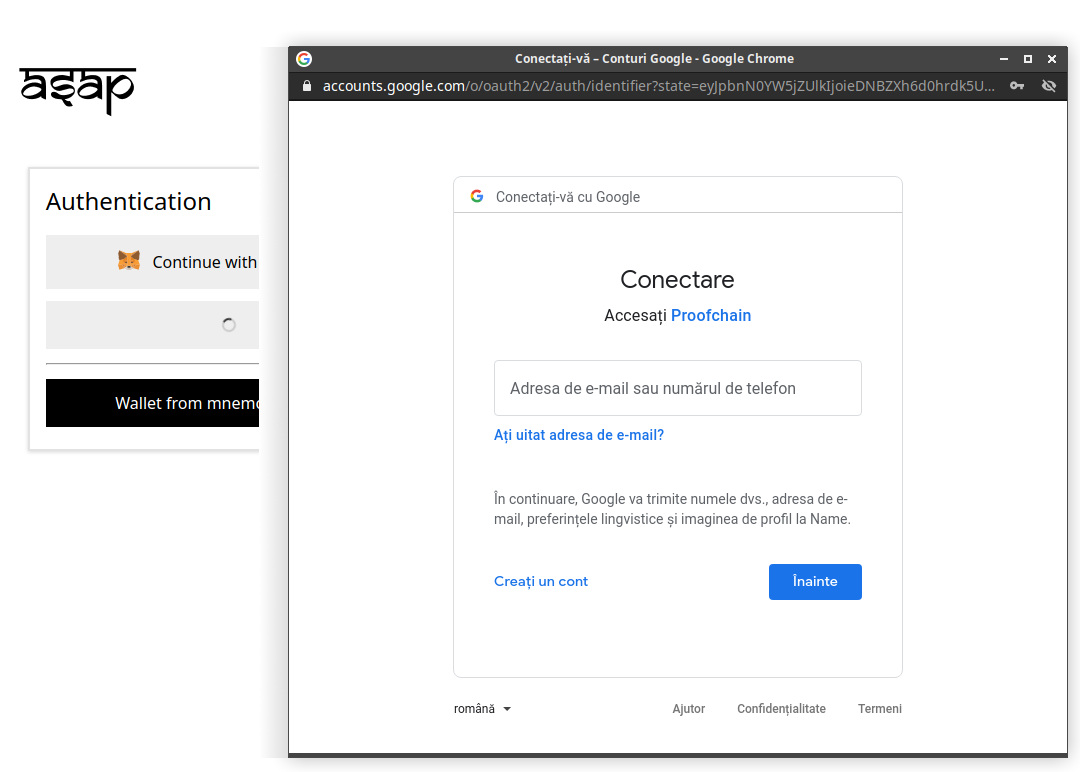 asap
Authentication
Continue with
Wallet from
Conectați-vă – Conturi Google - Google Chrome
accounts.google.com/o/oauth2/v2/auth/identifier?state=eyJpbnN0YW5jZUlkIjoieDNBZXh6d0hrdk5U...
Conectați-vă cu Google
Conectare
Accesați Proofchain
Adresa de e-mail sau numărul de telefon
Ați uitat adresa de e-mail?
În continuare, Google va trimite numele dvs., adresa de e-
mail, preferințele lingvistice și imaginea de profil la Name.
Creați un cont
Înainte
română
Ajutor Confidențialitate Termeni